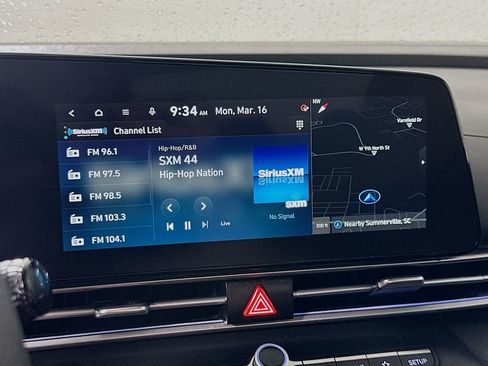 9:34 AM Mon, Mar. 16
SiriusXM
Channel List
FM 96.1
FM 97.5
FM 98.5
FM 103.3
FM 104.1
Hip-Hop/R&B
SXM 44
Hip-Hop Nation
Live
SiriusXM
sxm
No Signal
NW
Varnfield Dr
W 9th North St
300 ft
Nearby Summerville, SC
SETUP